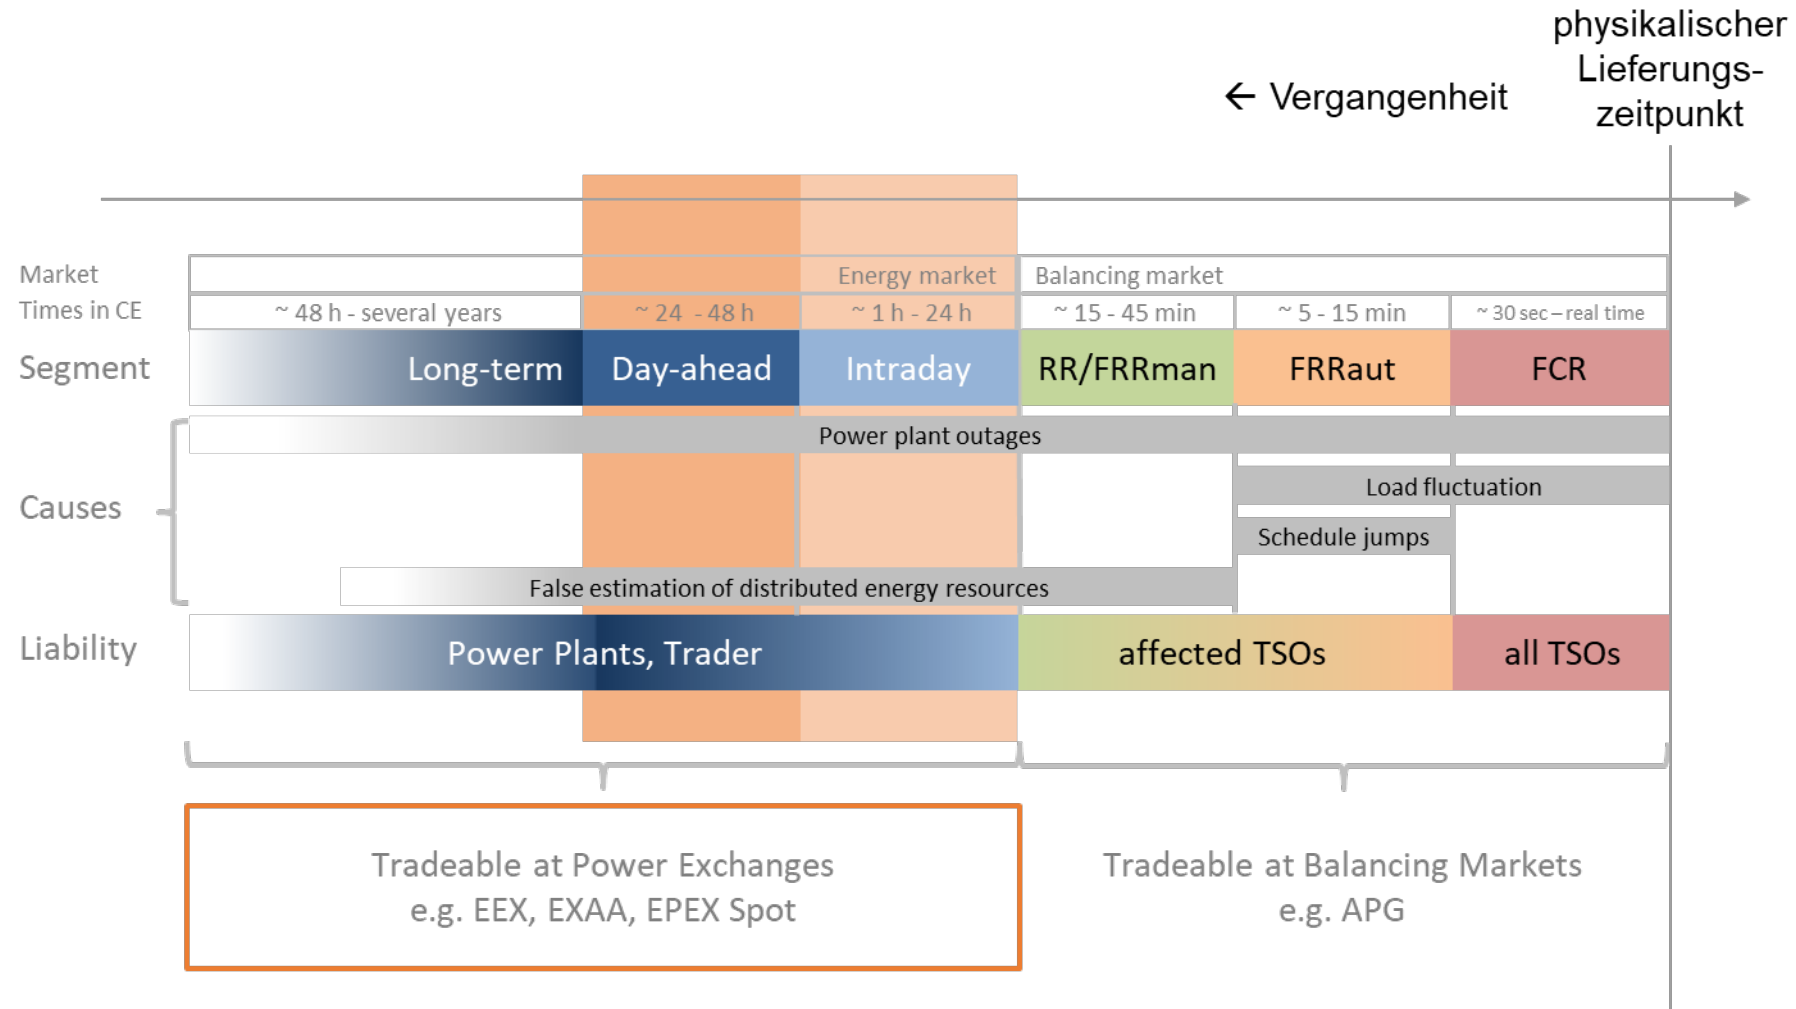 physikalischer
Lieferungs-
zeitpunkt
← Vergangenheit
Market
Energy market
Balancing market
Times in CE
~ 48 h - several years
~ 24 - 48 h
~ 1 h - 24 h
~ 15 - 45 min
~ 5 - 15 min
~ 30 sec – real time
Segment
Long-term
Day-ahead
Intraday
RR/FRRman
FRRaut
FCR
Causes
Power plant outages
Load fluctuation
Schedule jumps
False estimation of distributed energy resources
Liability
Power Plants, Trader
affected TSOs
all TSOs
Tradeable at Power Exchanges
e.g. EEX, EXAA, EPEX Spot
Tradeable at Balancing Markets
e.g. APG